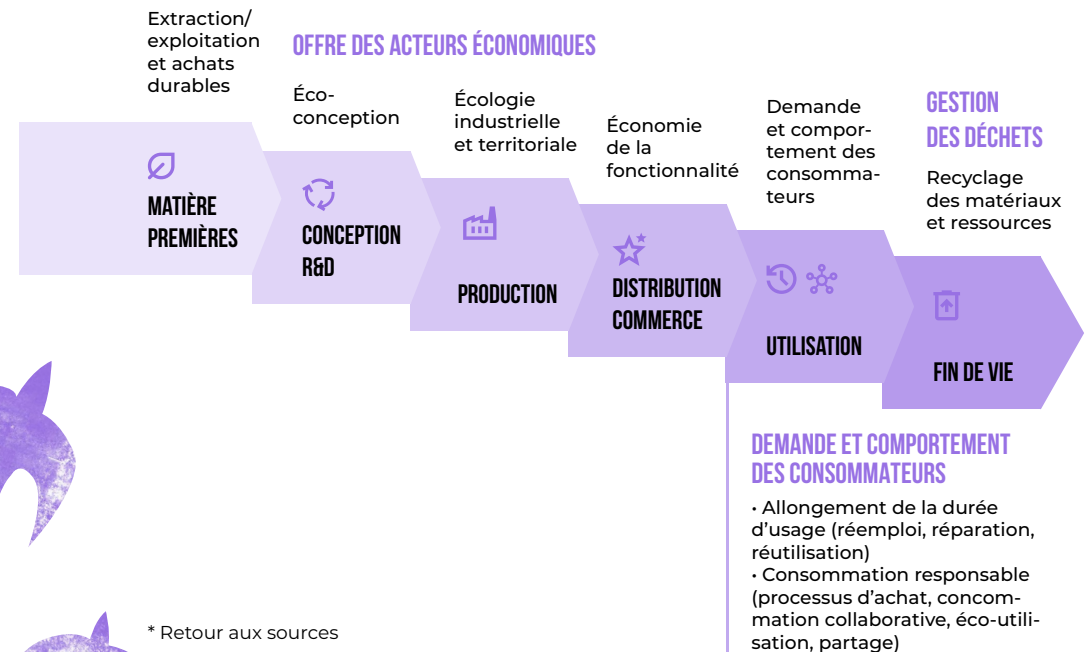 Extraction/
exploitation
et achats
durables
OFFRE DES ACTEURS ÉCONOMIQUES
Éco-
conception
Écologie
industrielle
et territoriale
Économie
de la
fonctionnalité
Demande
et compor-
tement des
consomma-
teurs
GESTION
DES DÉCHETS
Recyclage
des matériaux
et ressources
MATIÈRE
PREMIÈRES
CONCEPTION
R&D
PRODUCTION
DISTRIBUTION
COMMERCE
UTILISATION
FIN DE VIE
DEMANDE ET COMPORTEMENT
DES CONSOMMATEURS
• Allongement de la durée
d’usage (réemploi, réparation,
réutilisation)
• Consommation responsable
(processus d’achat, concom-
mation collaborative, éco-utili-
sation, partage)
* Retour aux sources